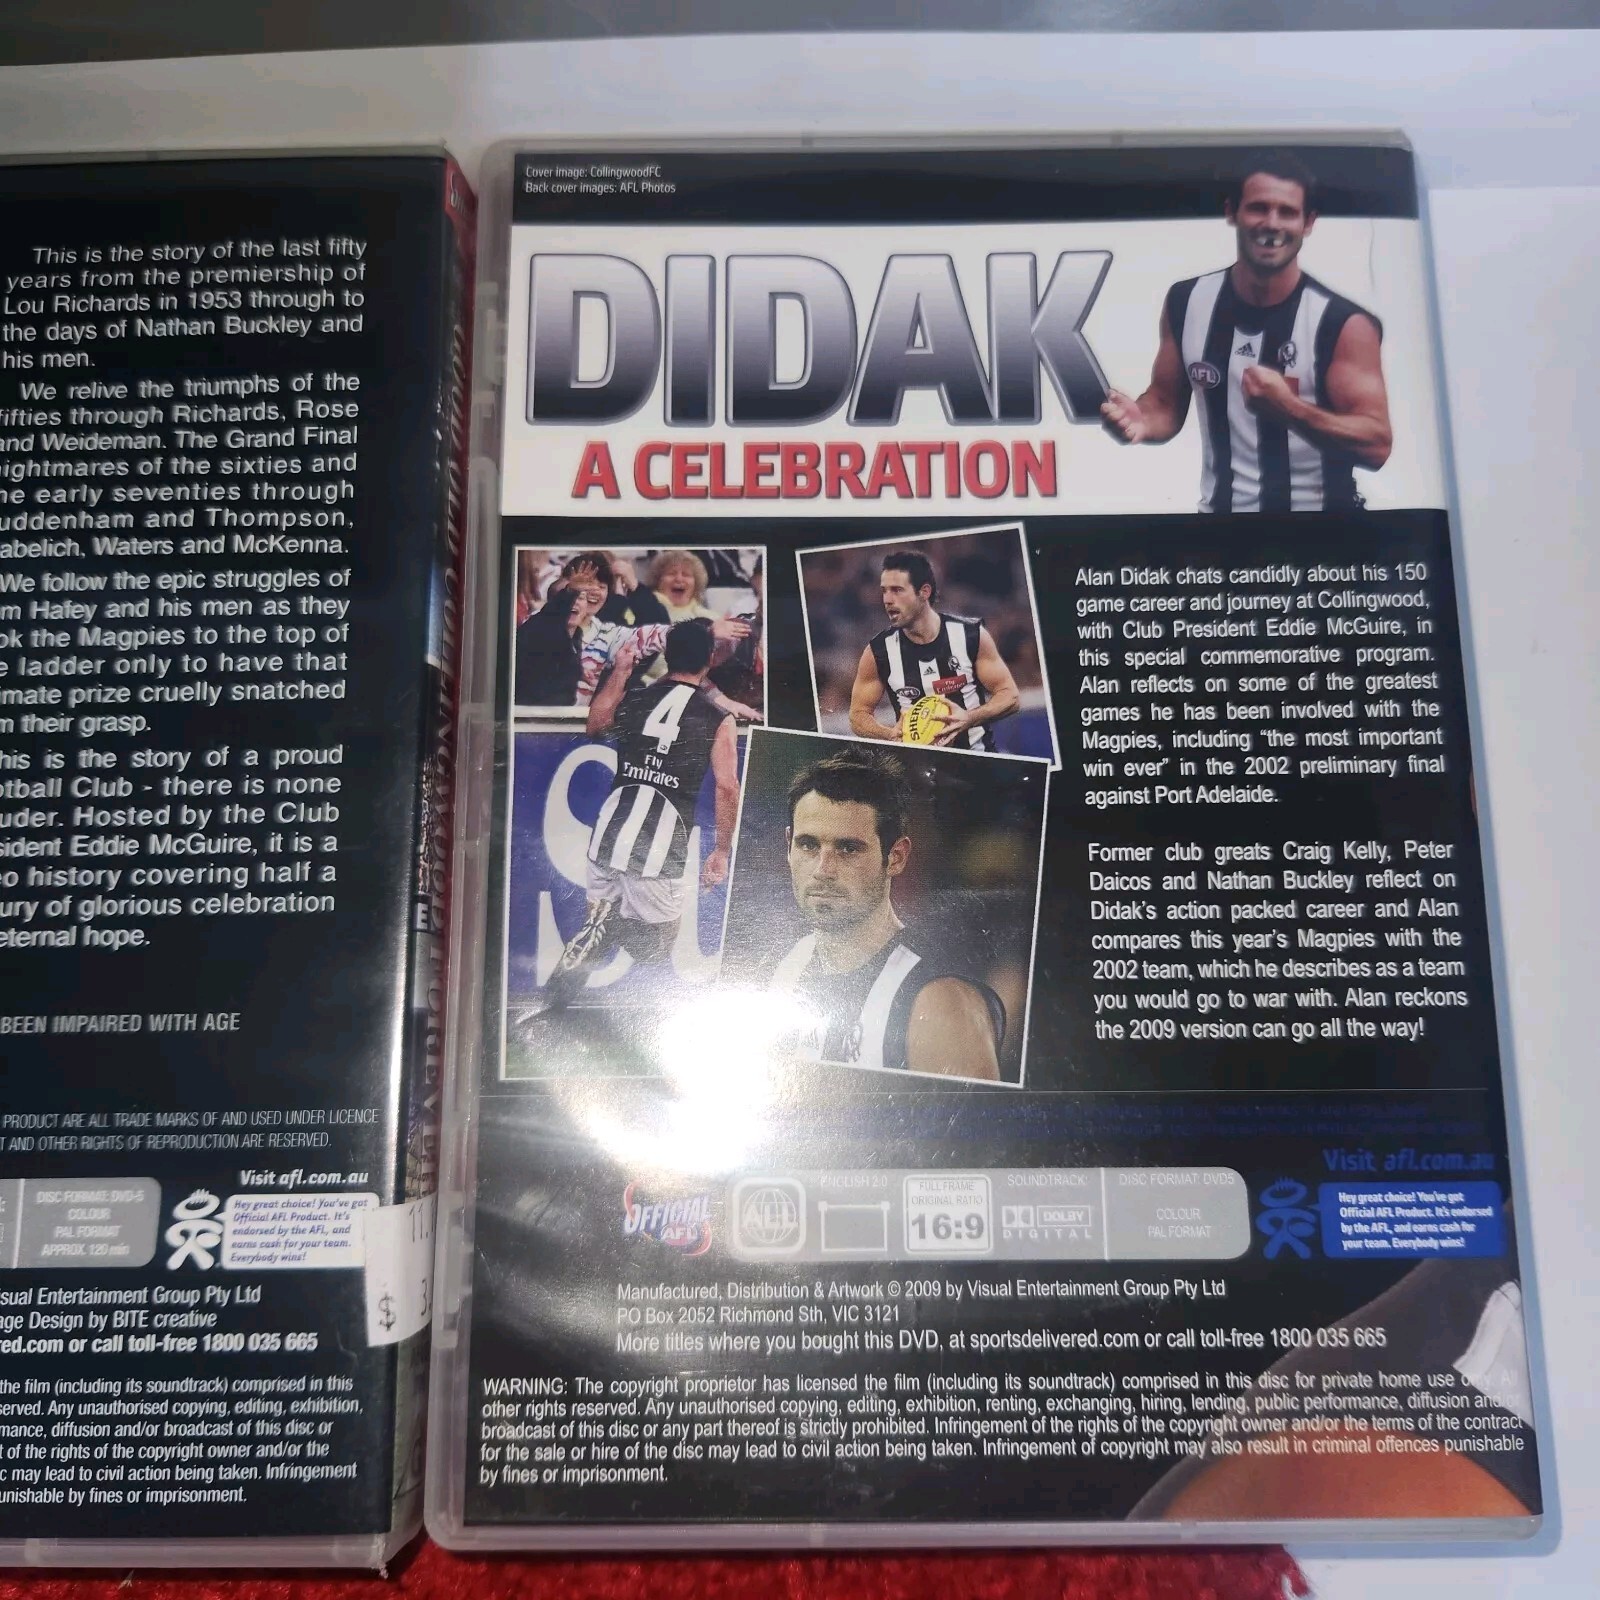 This is the story of the last fifty
years from the premiership of
Lou Richards in 1953 through to
the days of Nathan Buckley and
his men.
We relive the triumphs of the
fifties through Richards, Rose
and Weideman. The Grand Final
nightmares of the sixties and
early seventies through
and Thompson,
Waters and McKenna.
We follow the epic struggles of
Hafey and his men as they
the Magpies to the top of
ladder only to have that
cruelly snatched
their grasp.
is the story of a proud
Club - there is none
Hosted by the Club
Eddie McGuire, it is a
history covering half a
of glorious celebration
eternal hope.
BEEN IMPAIRED WITH AGE
PRODUCT ARE ALL TRADE MARKS OF AND USED UNDER LICENCE
AND OTHER RIGHTS OF REPRODUCTION ARE RESERVED.
Visit afl.com.au
DISC FORMAT: DVD-5
COLOUR
PAL FORMAT
APPROX. 120 min
Hey great choice! You've got
Official AFL Product. It's
endorsed by the AFL, and
earns cash for your team.
Everybody wins!
$
Visual Entertainment Group Pty Ltd
Design by BITE creative
or call toll-free 1800 035 665
the film (including its soundtrack) comprised in this
Any unauthorised copying, editing, exhibition,
diffusion and/or broadcast of this disc or
of the rights of the copyright owner and/or the
may lead to civil action being taken. Infringement
punishable by fines or imprisonment.
Cover image: CollingwoodFC
Back cover images: AFL Photos
DIDAK
A CELEBRATION
AFL
4
Fly
Emirates
AFL
Fly
Emirates
SHERRIN
Alan Didak chats candidly about his 150
game career and journey at Collingwood,
with Club President Eddie McGuire, in
this special commemorative program.
Alan reflects on some of the greatest
games he has been involved with the
Magpies, including “the most important
win ever” in the 2002 preliminary final
against Port Adelaide.
Former club greats Craig Kelly, Peter
Daicos and Nathan Buckley reflect on
Didak's action packed career and Alan
compares this year's Magpies with the
2002 team, which he describes as a team
you would go to war with. Alan reckons
the 2009 version can go all the way!
Visit afl.com.au
OFFICIAL
AFL
ALL
ENGLISH 2.0
FULL FRAME
ORIGINAL RATIO
16:9
SOUNDTRACK:
DOLBY
DIGITAL
DISC FORMAT: DVD5
COLOUR
PAL FORMAT
Hey great choice! You've got
Official AFL Product. It's endorsed
by the AFL, and earns cash for
your team. Everybody wins!
Manufactured, Distribution & Artwork © 2009 by Visual Entertainment Group Pty Ltd
PO Box 2052 Richmond Sth, VIC 3121
More titles where you bought this DVD, at sportsdelivered.com or call toll-free 1800 035 665
WARNING: The copyright proprietor has licensed the film (including its soundtrack) comprised in this disc for private home use only. All
other rights reserved. Any unauthorised copying, editing, exhibition, renting, exchanging, hiring, lending, public performance, diffusion and/or
broadcast of this disc or any part thereof is strictly prohibited. Infringement of the rights of the copyright owner and/or the terms of the contract
for the sale or hire of the disc may lead to civil action being taken. Infringement of copyright may also result in criminal offences punishable
by fines or imprisonment.